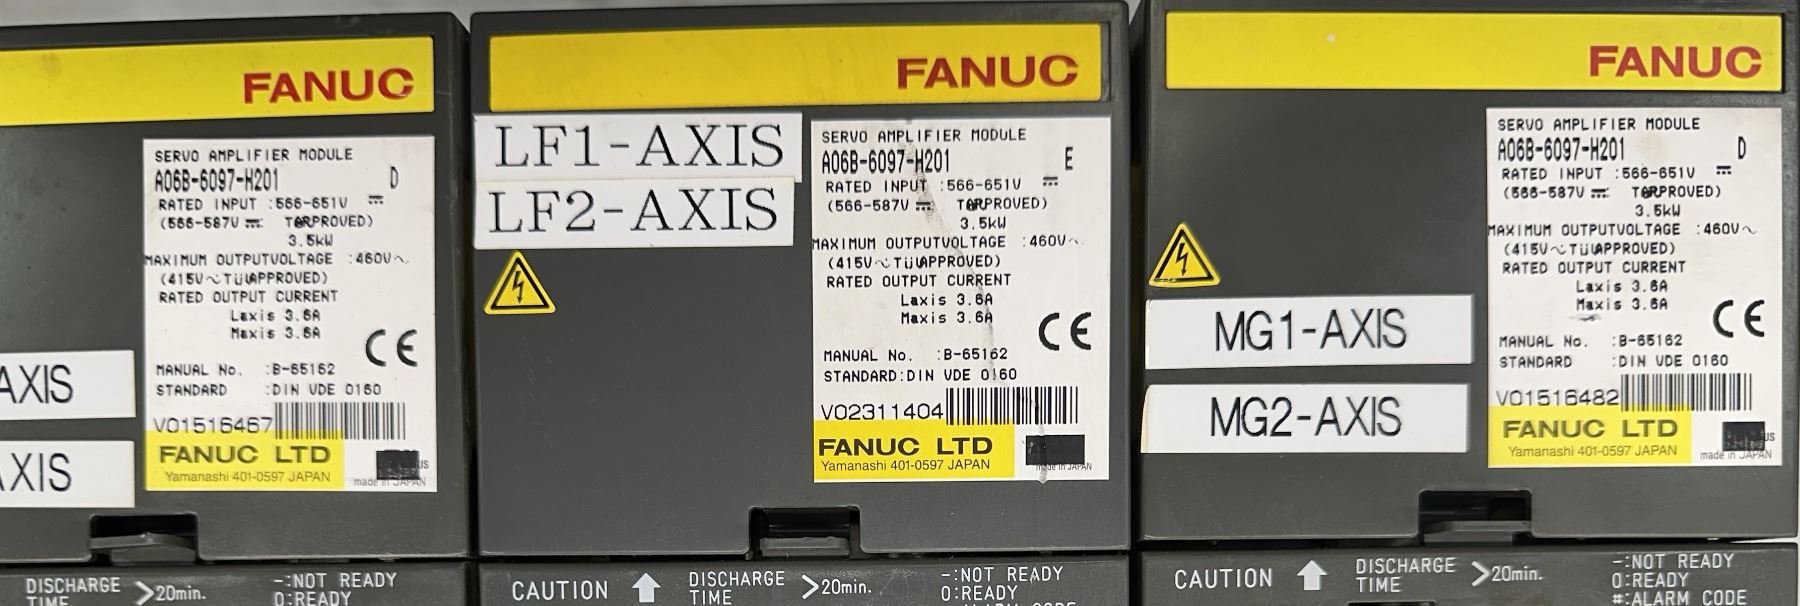 FANUC
SERVO AMPLIFIER MODULE
A06B-6097-H201 D
RATED INPUT :566-651V
(566-587V TÜV APPROVED)
3.5kW
MAXIMUM OUTPUTVOLTAGE :460V~
(415V~TÜV APPROVED)
RATED OUTPUT CURRENT
Laxis 3.6A
Maxis 3.6A
CE
MANUAL No. :B-65162
STANDARD :DIN VDE 0160
V01516467
FANUC LTD
Yamanashi 401-0597 JAPAN
made in JAPAN
AXIS
AXIS
DISCHARGE TIME >20min.
-:NOT READY
0:READY
FANUC
LF1-AXIS
LF2-AXIS
SERVO AMPLIFIER MODULE
A06B-6097-H201 E
RATED INPUT :566-651V
(566-587V TÜV APPROVED)
3.5kW
MAXIMUM OUTPUTVOLTAGE :460V~
(415V~TÜV APPROVED)
RATED OUTPUT CURRENT
Laxis 3.6A
Maxis 3.6A
CE
MANUAL No. :B-65162
STANDARD:DIN VDE 0160
V02311404
FANUC LTD
Yamanashi 401-0597 JAPAN
made in JAPAN
CAUTION
DISCHARGE TIME >20min.
-:NOT READY
0:READY
FANUC
SERVO AMPLIFIER MODULE
A06B-6097-H201 D
RATED INPUT :566-651V
(566-587V TÜV APPROVED)
3.5kW
MAXIMUM OUTPUTVOLTAGE :460V~
(415V~TÜV APPROVED)
RATED OUTPUT CURRENT
Laxis 3.6A
Maxis 3.6A
CE
MG1-AXIS
MG2-AXIS
MANUAL No. :B-65162
STANDARD :DIN VDE 0160
V01516482
FANUC LTD
Yamanashi 401-0597 JAPAN
made in JAPAN
CAUTION
DISCHARGE TIME >20min.
-:NOT READY
0:READY
#:ALARM CODE